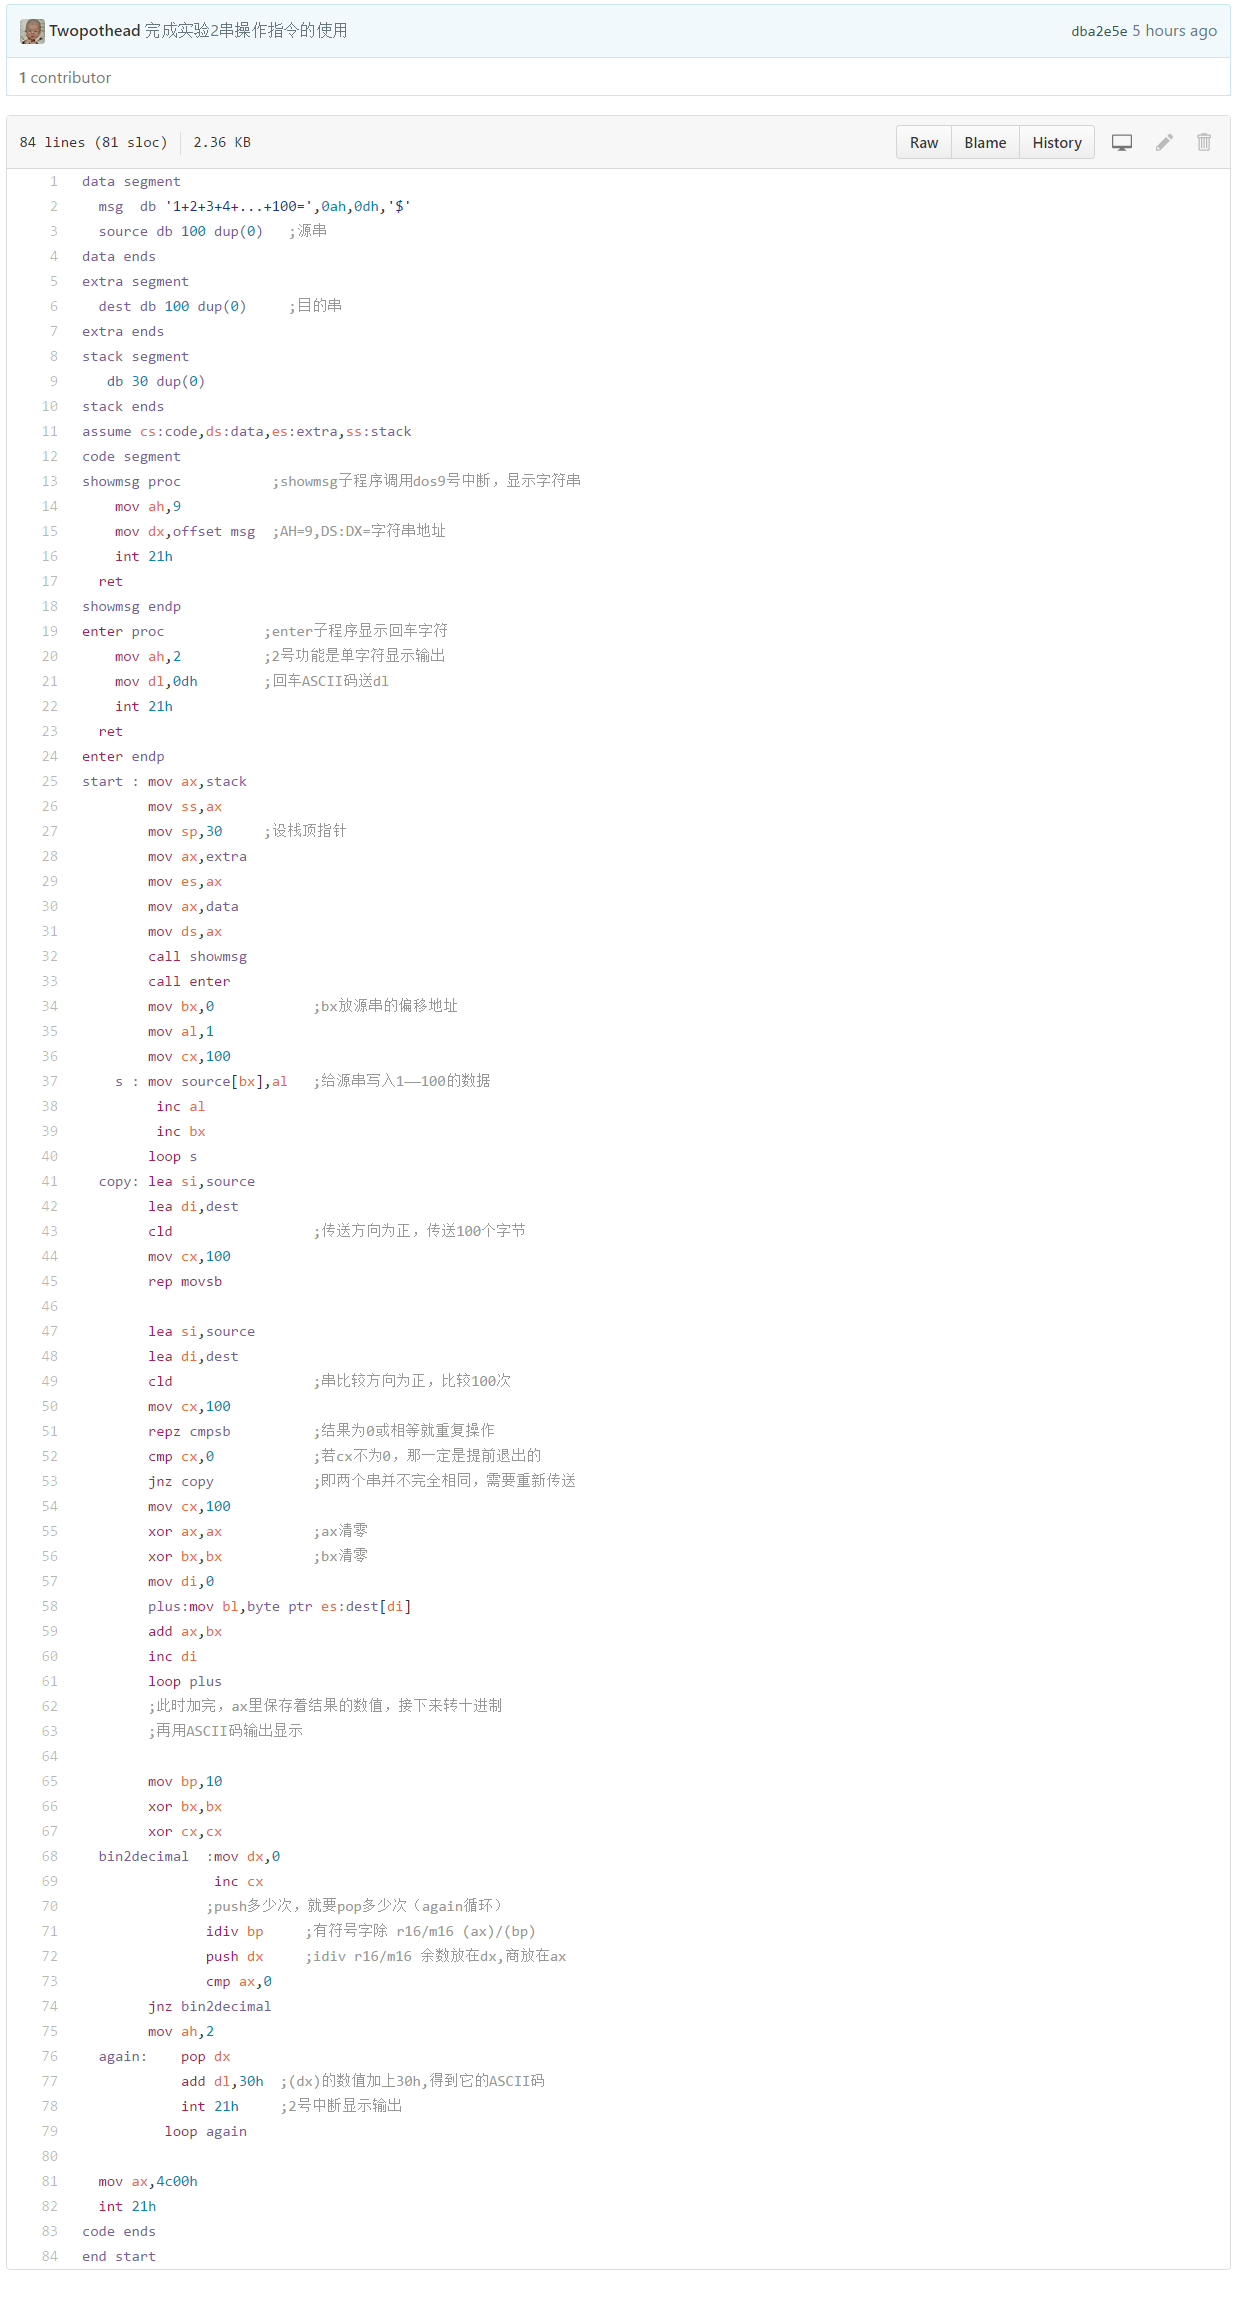 Twopothead 完成实验2串操作指令的使用 dba2e5e 5 hours ago
1 contributor
84 lines (81 sloc) 2.36 KB Raw Blame History
1 data segment
2 msg db '1+2+3+4+...+100=',0ah,0dh,'$'
3 source db 100 dup(0) ;源串
4 data ends
5 extra segment
6 dest db 100 dup(0) ;目的串
7 extra ends
8 stack segment
9 db 30 dup(0)
10 stack ends
11 assume cs:code,ds:data,es:extra,ss:stack
12 code segment
13 showmsg proc ;showmsg子程序调用dos9号中断，显示字符串
14 mov ah,9
15 mov dx,offset msg ;AH=9,DS:DX=字符串地址
16 int 21h
17 ret
18 showmsg endp
19 enter proc ;enter子程序显示回车字符
20 mov ah,2 ;2号功能是单字符显示输出
21 mov dl,0dh ;回车ASCII码送dl
22 int 21h
23 ret
24 enter endp
25 start : mov ax,stack
26 mov ss,ax
27 mov sp,30 ;设栈顶指针
28 mov ax,extra
29 mov es,ax
30 mov ax,data
31 mov ds,ax
32 call showmsg
33 call enter
34 mov bx,0 ;bx放源串的偏移地址
35 mov al,1
36 mov cx,100
37 s : mov source[bx],al ;给源串写入1——100的数据
38 inc al
39 inc bx
40 loop s
41 copy: lea si,source
42 lea di,dest
43 cld ;传送方向为正，传送100个字节
44 mov cx,100
45 rep movsb
46
47 lea si,source
48 lea di,dest
49 cld ;串比较方向为正，比较100次
50 mov cx,100
51 repz cmpsb ;结果为0或相等就重复操作
52 cmp cx,0 ;若cx不为0，那一定是提前退出的
53 jnz copy ;即两个串并不完全相同，需要重新传送
54 mov cx,100
55 xor ax,ax ;ax清零
56 xor bx,bx ;bx清零
57 mov di,0
58 plus:mov bl,byte ptr es:dest[di]
59 add ax,bx
60 inc di
61 loop plus
62 ;此时加完，ax里保存着结果的数值，接下来转十进制
63 ;再用ASCII码输出显示
64
65 mov bp,10
66 xor bx,bx
67 xor cx,cx
68 bin2decimal :mov dx,0
69 inc cx
70 ;push多少次，就要pop多少次（again循环）
71 idiv bp ;有符号字除 r16/m16 (ax)/(bp)
72 push dx ;idiv r16/m16 余数放在dx,商放在ax
73 cmp ax,0
74 jnz bin2decimal
75 mov ah,2
76 again: pop dx
77 add dl,30h ;(dx)的数值加上30h,得到它的ASCII码
78 int 21h ;2号中断显示输出
79 loop again
80
81 mov ax,4c00h
82 int 21h
83 code ends
84 end start